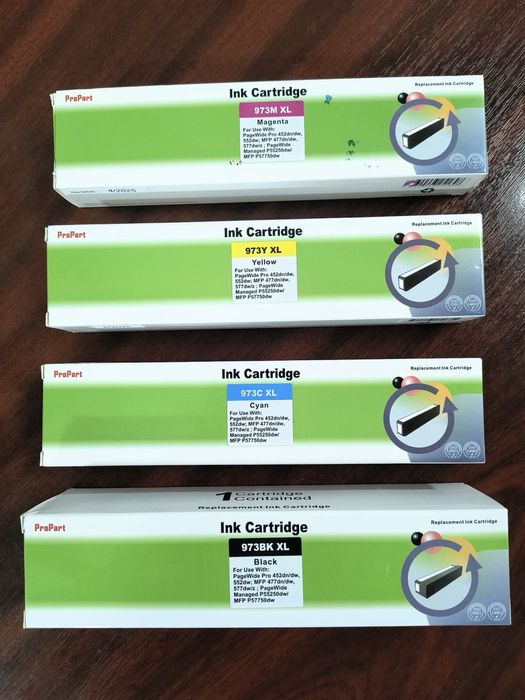 ProPart
Ink Cartridge
Replacement Ink Cartridge
973M XL
Magenta
For Use With:
PageWide Pro 452dn/dw,
552dw; MFP 477dn/dw,
577dw/z ; PageWide
Managed P55250dw/
MFP P57750dw
4/2025
ProPart
Ink Cartridge
Replacement Ink Cartridge
973Y XL
Yellow
For Use With:
PageWide Pro 452dn/dw,
552dw; MFP 477dn/dw,
577dw/z ; PageWide
Managed P55250dw/
MFP P57750dw
ProPart
Ink Cartridge
Replacement Ink Cartridge
973C XL
Cyan
For Use With:
PageWide Pro 452dn/dw,
552dw; MFP 477dn/dw,
577dw/z ; PageWide
Managed P55250dw/
MFP P57750dw
1 Cartridge
Contained
Replacement Ink Cartridge
ProPart
Ink Cartridge
Replacement Ink Cartridge
973BK XL
Black
For Use With:
PageWide Pro 452dn/dw,
552dw; MFP 477dn/dw,
577dw/z ; PageWide
Managed P55250dw/
MFP P57750dw